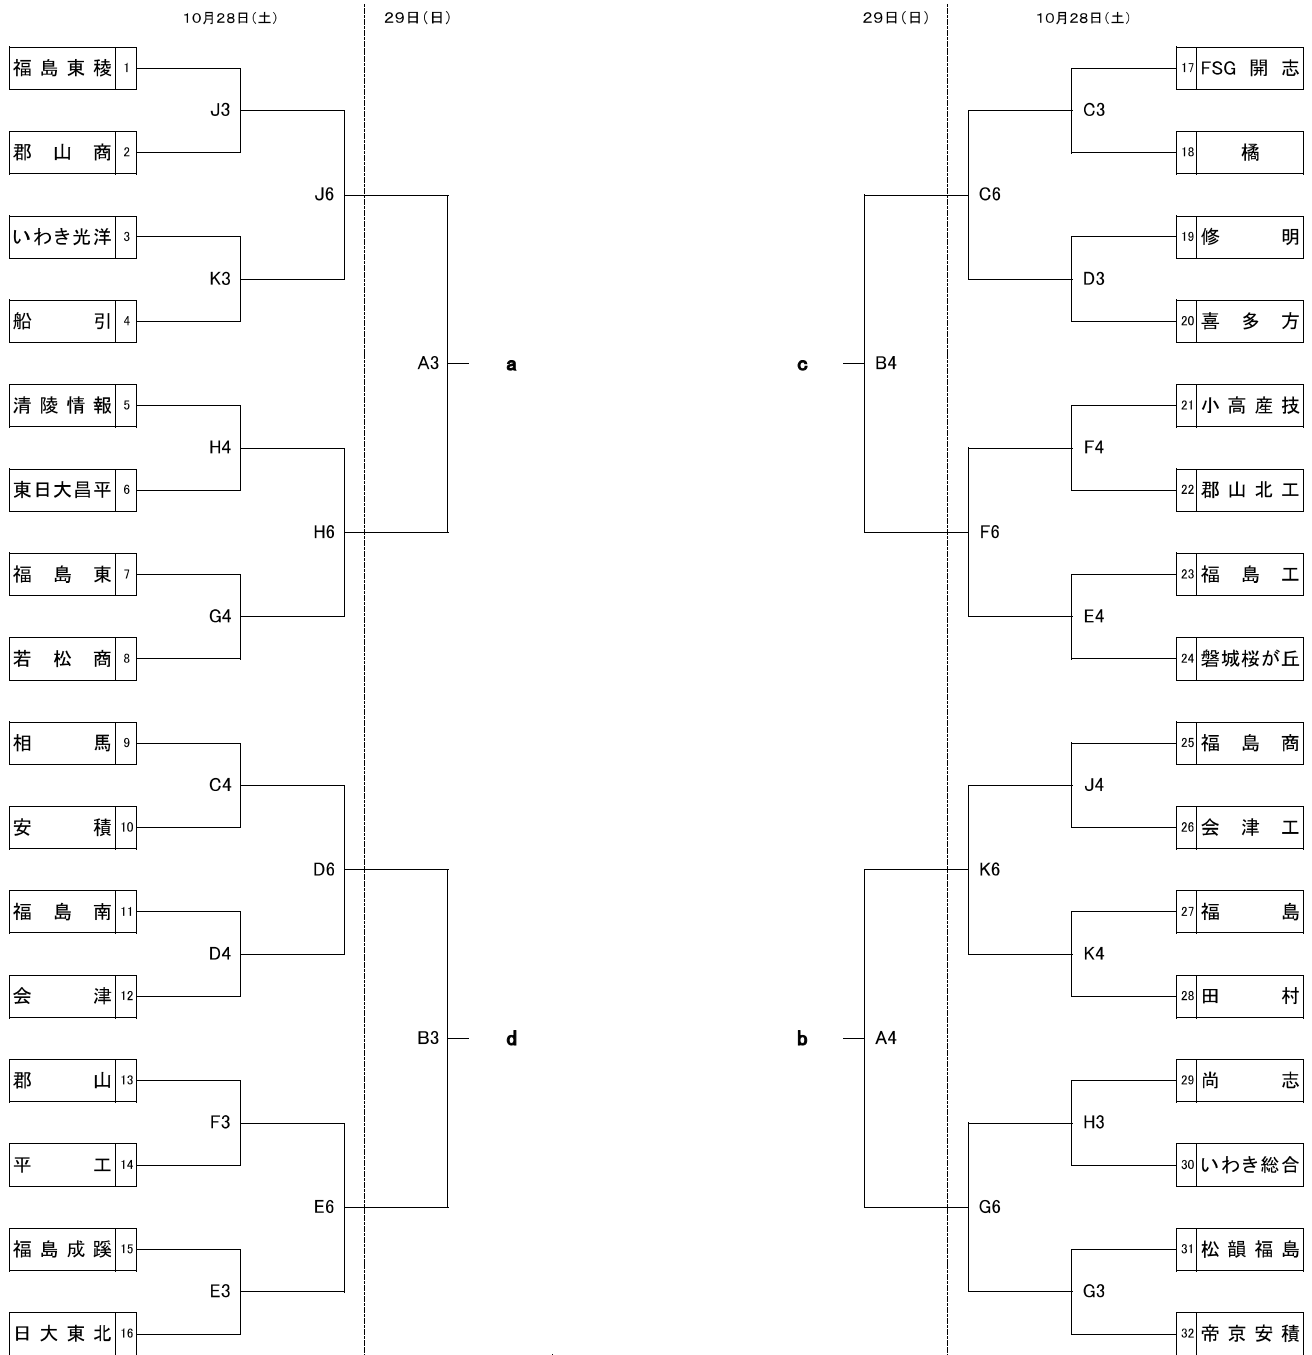 10月28日(土) 29日(日) 29日(日) 10月28日(土)
福島東稜 1
J3
郡山商 2
J6
いわき光洋 3
K3
船引 4
A3 a
清陵情報 5
H4
東日大昌平 6
H6
福島東 7
G4
若松商 8
相馬 9
C4
安積 10
D6
福島南 11
D4
会津 12
B3 d
郡山 13
F3
平工 14
E6
福島成蹊 15
E3
日大東北 16
17 FSG 開志
C3
18 橘
C6
19 修明
D3
20 喜多方
c B4
21 小高産技
F4
22 郡山北工
F6
23 福島工
E4
24 磐城桜が丘
25 福島商
J4
26 会津工
K6
27 福島
K4
28 田村
b A4
29 尚志
H3
30 いわき総合
G6
31 松韻福島
G3
32 帝京安積